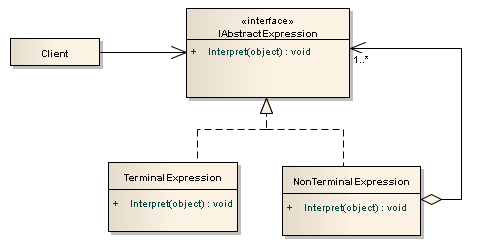 «interface»
IAbstractExpression
Client
+ Interpret(object) : void
1..*
TerminalExpression
+ Interpret(object) : void
NonTerminalExpression
+ Interpret(object) : void